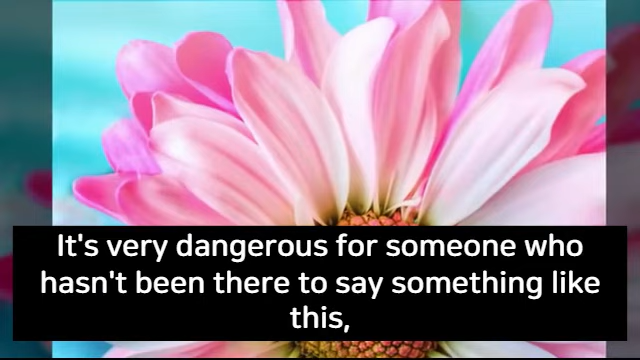 It's very dangerous for someone who
hasn't been there to say something like
this,